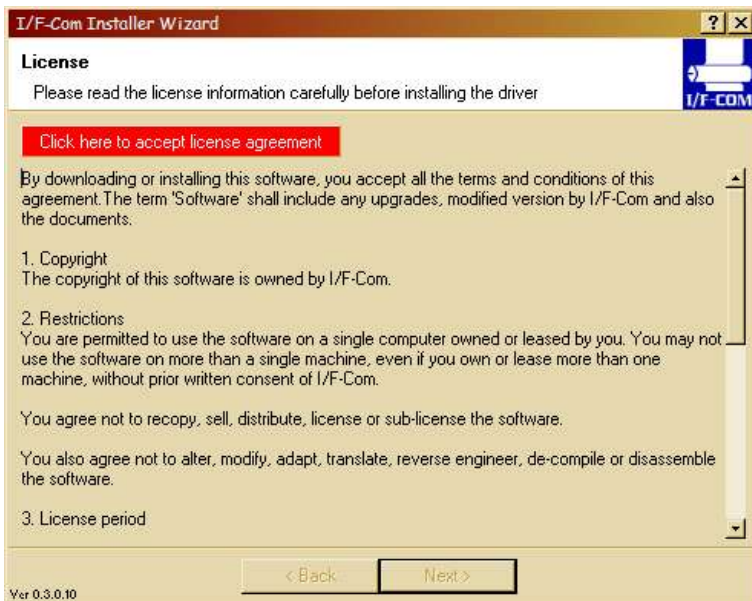 I/F-Com Installer Wizard
? ×
License
Please read the license information carefully before installing the driver
I/F-COM
Click here to accept license agreement
By downloading or installing this software, you accept all the terms and conditions of this
agreement.The term 'Software' shall include any upgrades, modified version by I/F-Com and also
the documents.
1. Copyright
The copyright of this software is owned by I/F-Com.
2. Restrictions
You are permitted to use the software on a single computer owned or leased by you. You may not
use the software on more than a single machine, even if you own or lease more than one
machine, without prior written consent of I/F-Com.
You agree not to recopy, sell, distribute, license or sub-license the software.
You also agree not to alter, modify, adapt, translate, reverse engineer, de-compile or disassemble
the software.
3. License period
< Back
Next >
Ver 0.3.0.10